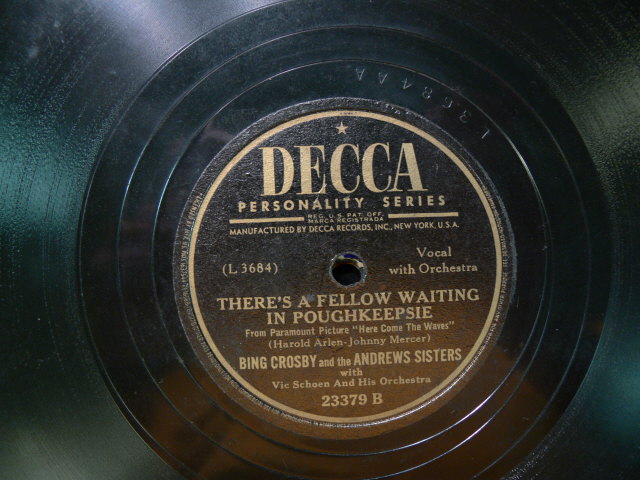 L 3684 A A
DECCA
PERSONALITY SERIES
REG. U.S. PAT. OFF.
MARCA REGISTRADA
MANUFACTURED BY DECCA RECORDS, INC., NEW YORK, U.S.A.
(L 3684)
Vocal
with Orchestra
THERE'S A FELLOW WAITING
IN POUGHKEEPSIE
From Paramount Picture "Here Come The Waves"
(Harold Arlen-Johnny Mercer)
BING CROSBY and the ANDREWS SISTERS
with
Vic Schoen And His Orchestra
23379 B